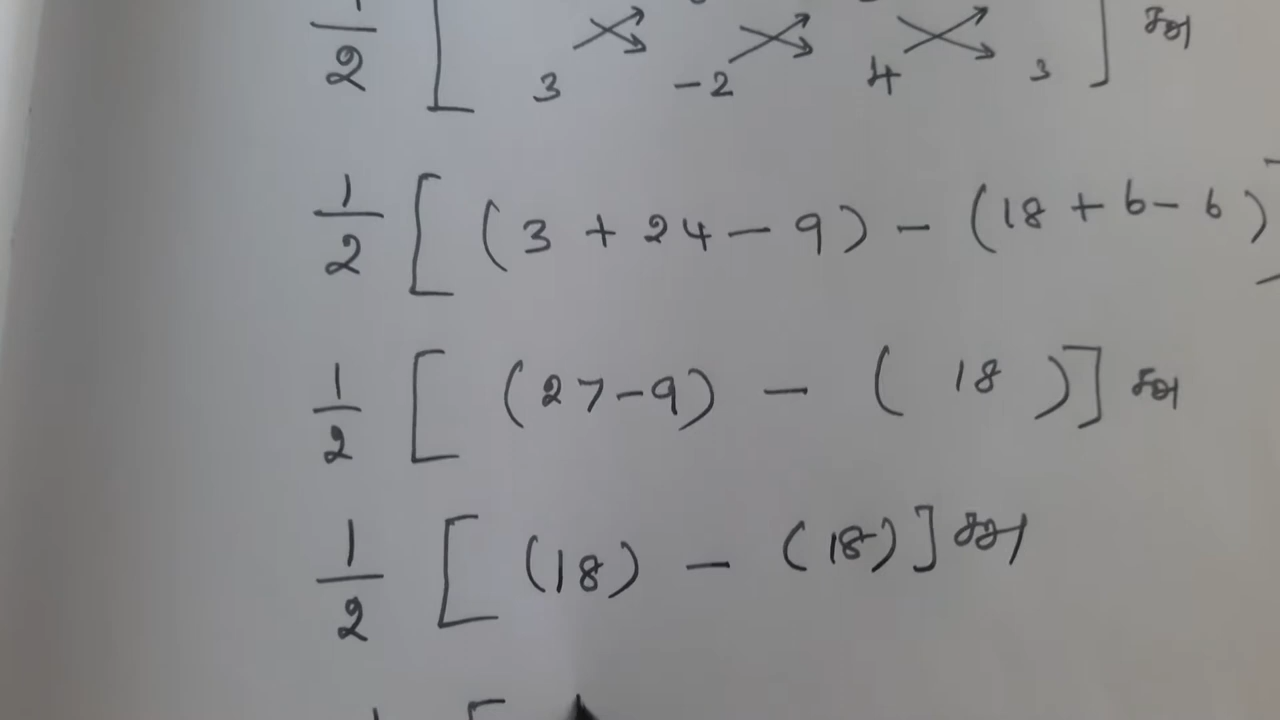 1/2 [ 3 -2 4 3 ]
1/2 [ (3 + 24 - 9) - (18 + 6 - 6)
1/2 [ (27 - 9) - ( 18 ) ]
1/2 [ (18) - (18) ]